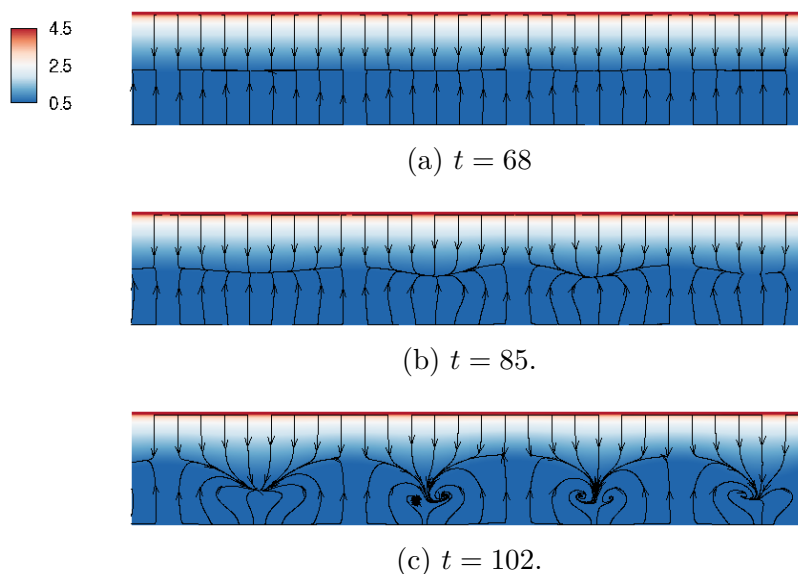 4.5
2.5
0.5
(a) t = 68
(b) t = 85.
(c) t = 102.